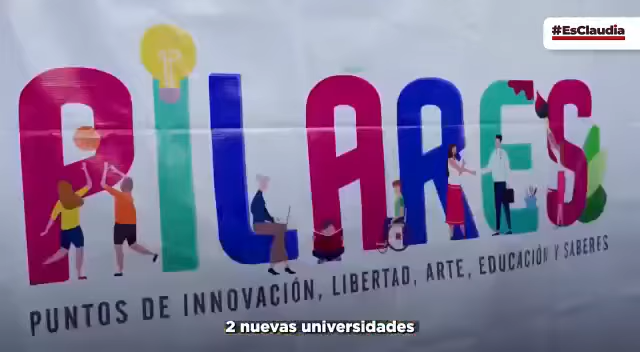 #EsClaudia
PILARES
PUNTOS DE INNOVACIÓN, LIBERTAD, ARTE, EDUCACIÓN Y SABERES
2 nuevas universidades